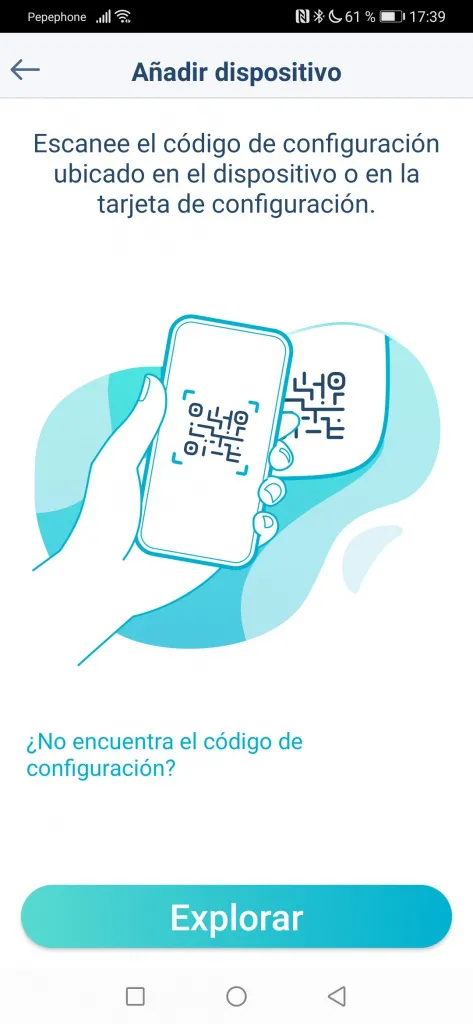 Pepephone 61 % 17:39
Añadir dispositivo
Escanee el código de configuración
ubicado en el dispositivo o en la
tarjeta de configuración.
¿No encuentra el código de
configuración?
Explorar